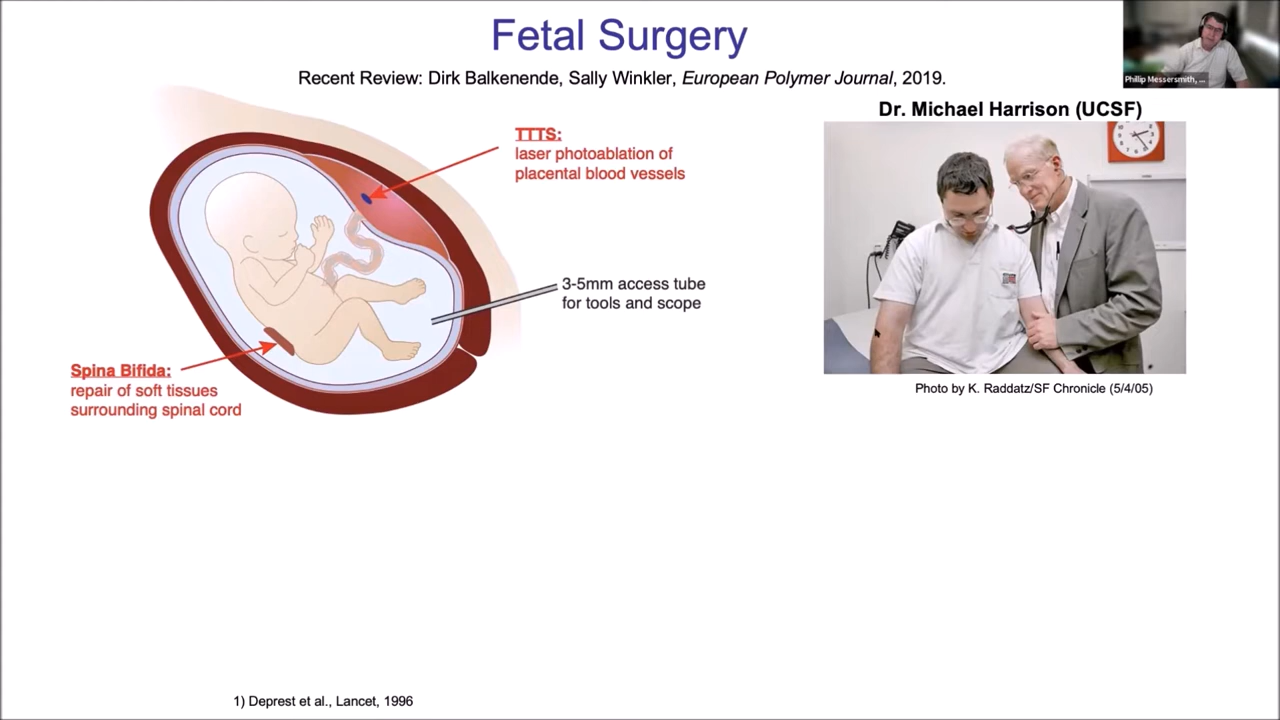 Fetal Surgery
Recent Review: Dirk Balkenende, Sally Winkler, European Polymer Journal, 2019.
Phillip Messersmith, ...
Dr. Michael Harrison (UCSF)
TTTS:
laser photoablation of
placental blood vessels
3-5mm access tube
for tools and scope
Spina Bifida:
repair of soft tissues
surrounding spinal cord
Photo by K. Raddatz/SF Chronicle (5/4/05)
1) Deprest et al., Lancet, 1996